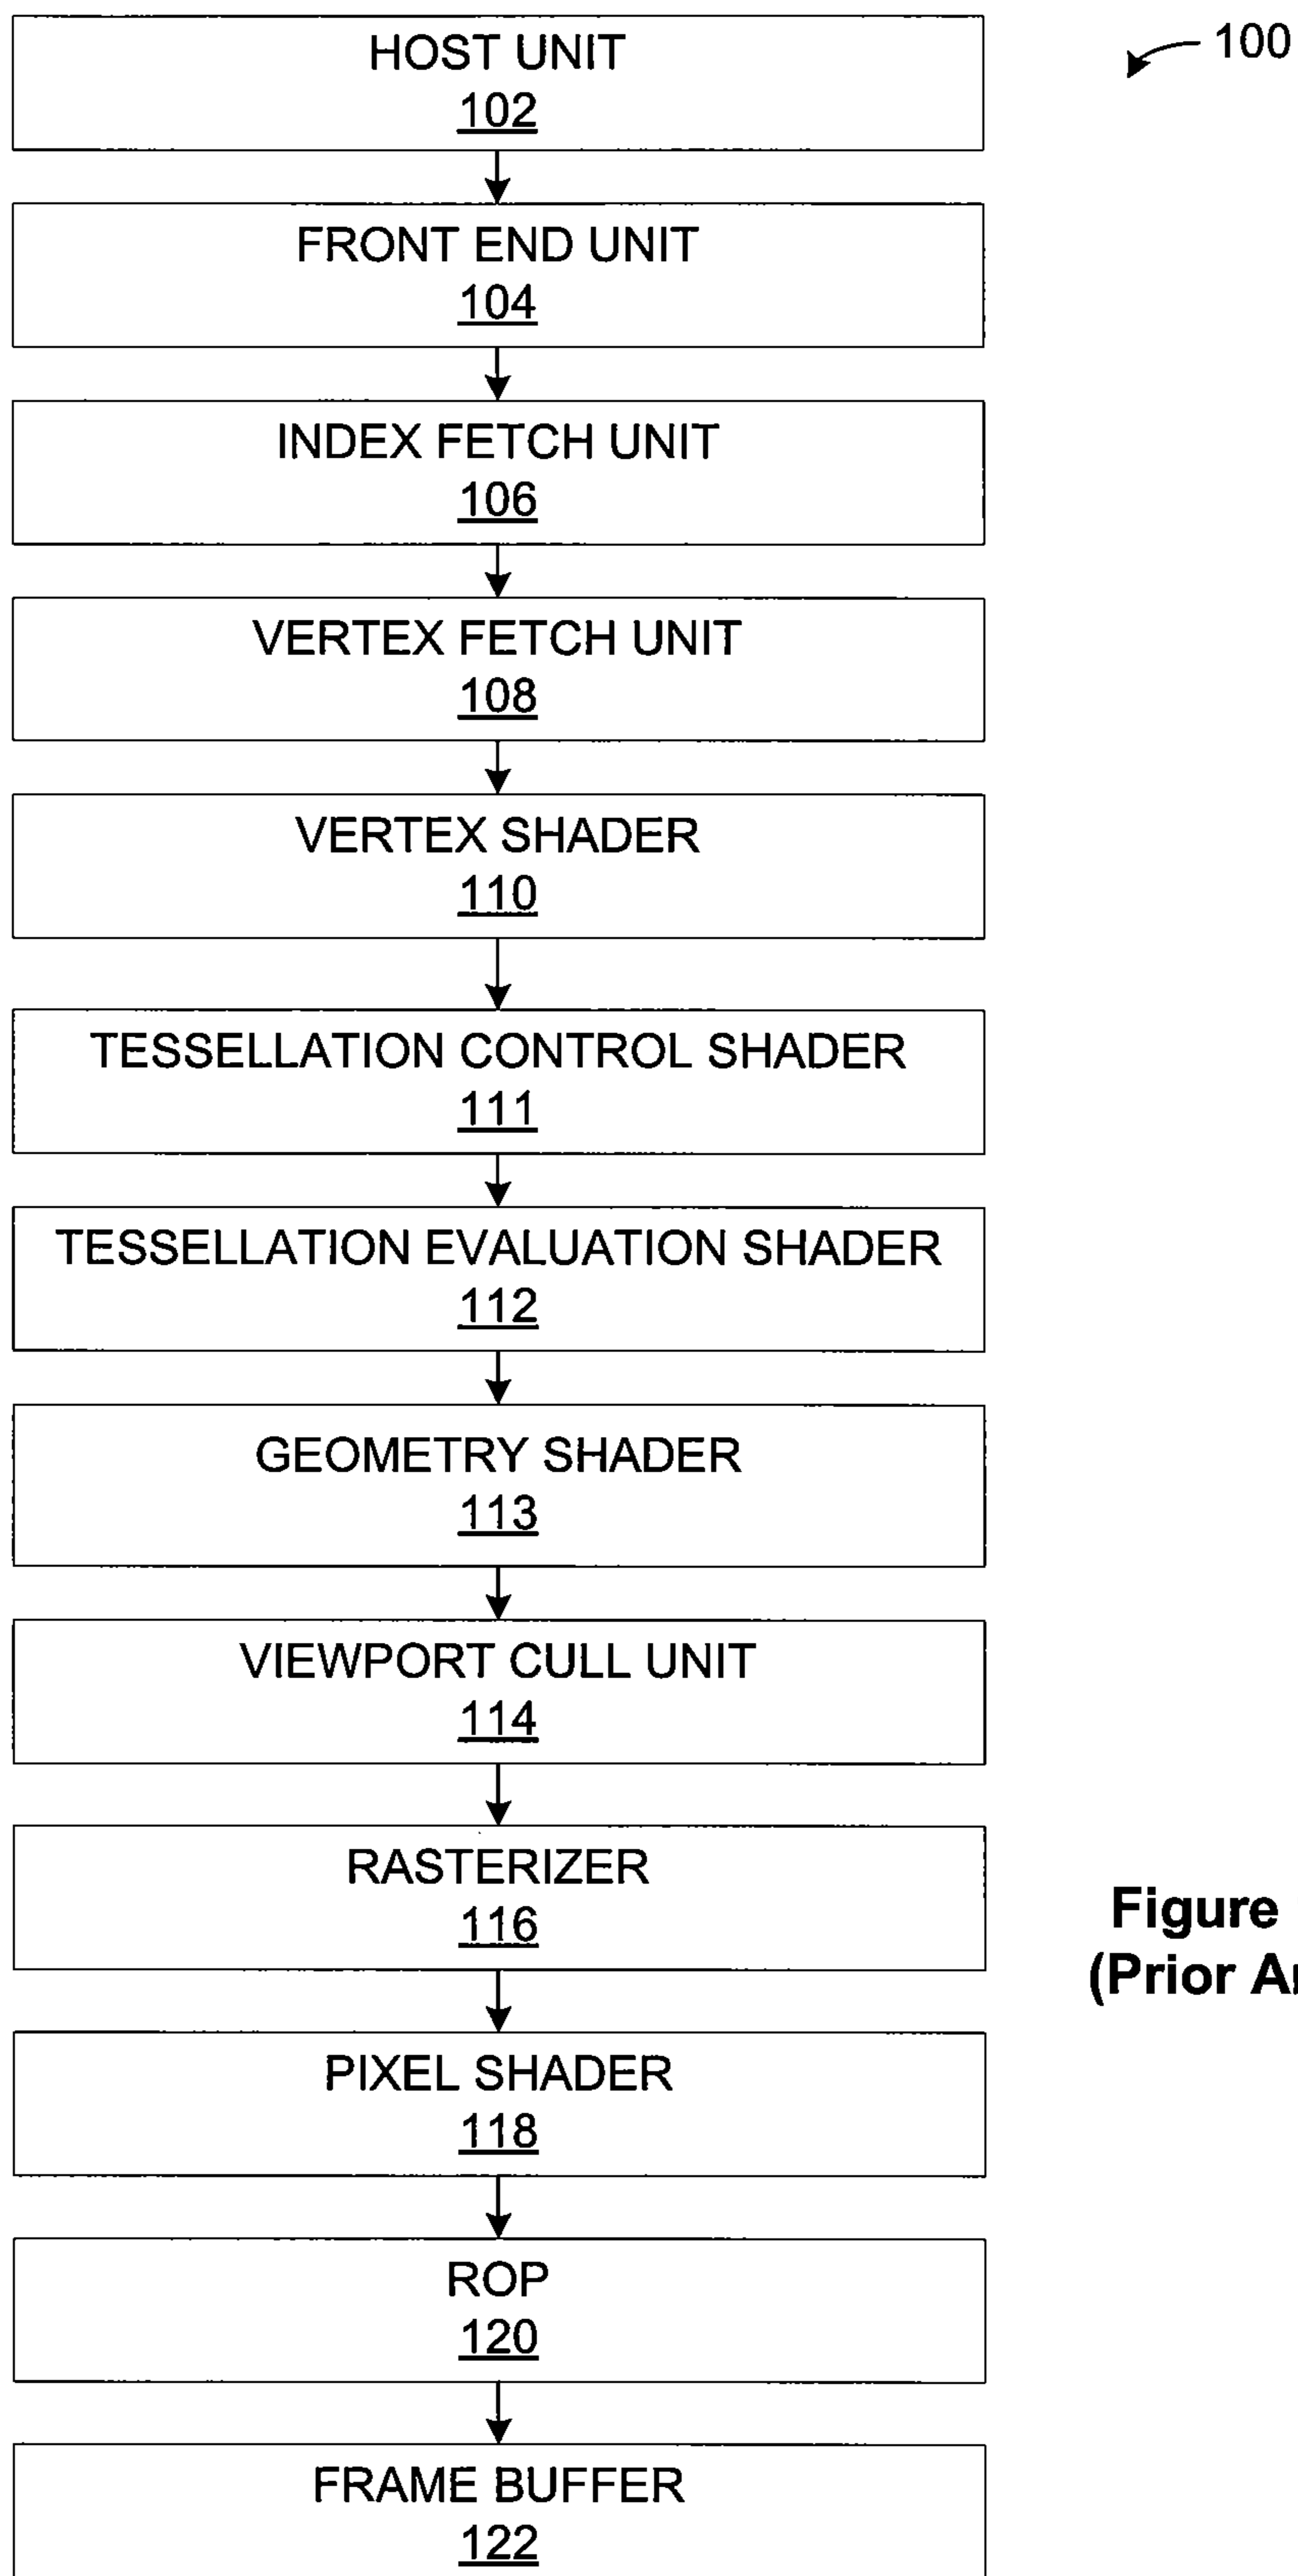 HOST UNIT
102
100
FRONT END UNIT
104
INDEX FETCH UNIT
106
VERTEX FETCH UNIT
108
VERTEX SHADER
110
TESSELLATION CONTROL SHADER
111
TESSELLATION EVALUATION SHADER
112
GEOMETRY SHADER
113
VIEWPORT CULL UNIT
114
RASTERIZER
116
Figure
(Prior
PIXEL SHADER
118
ROP
120
FRAME BUFFER
122